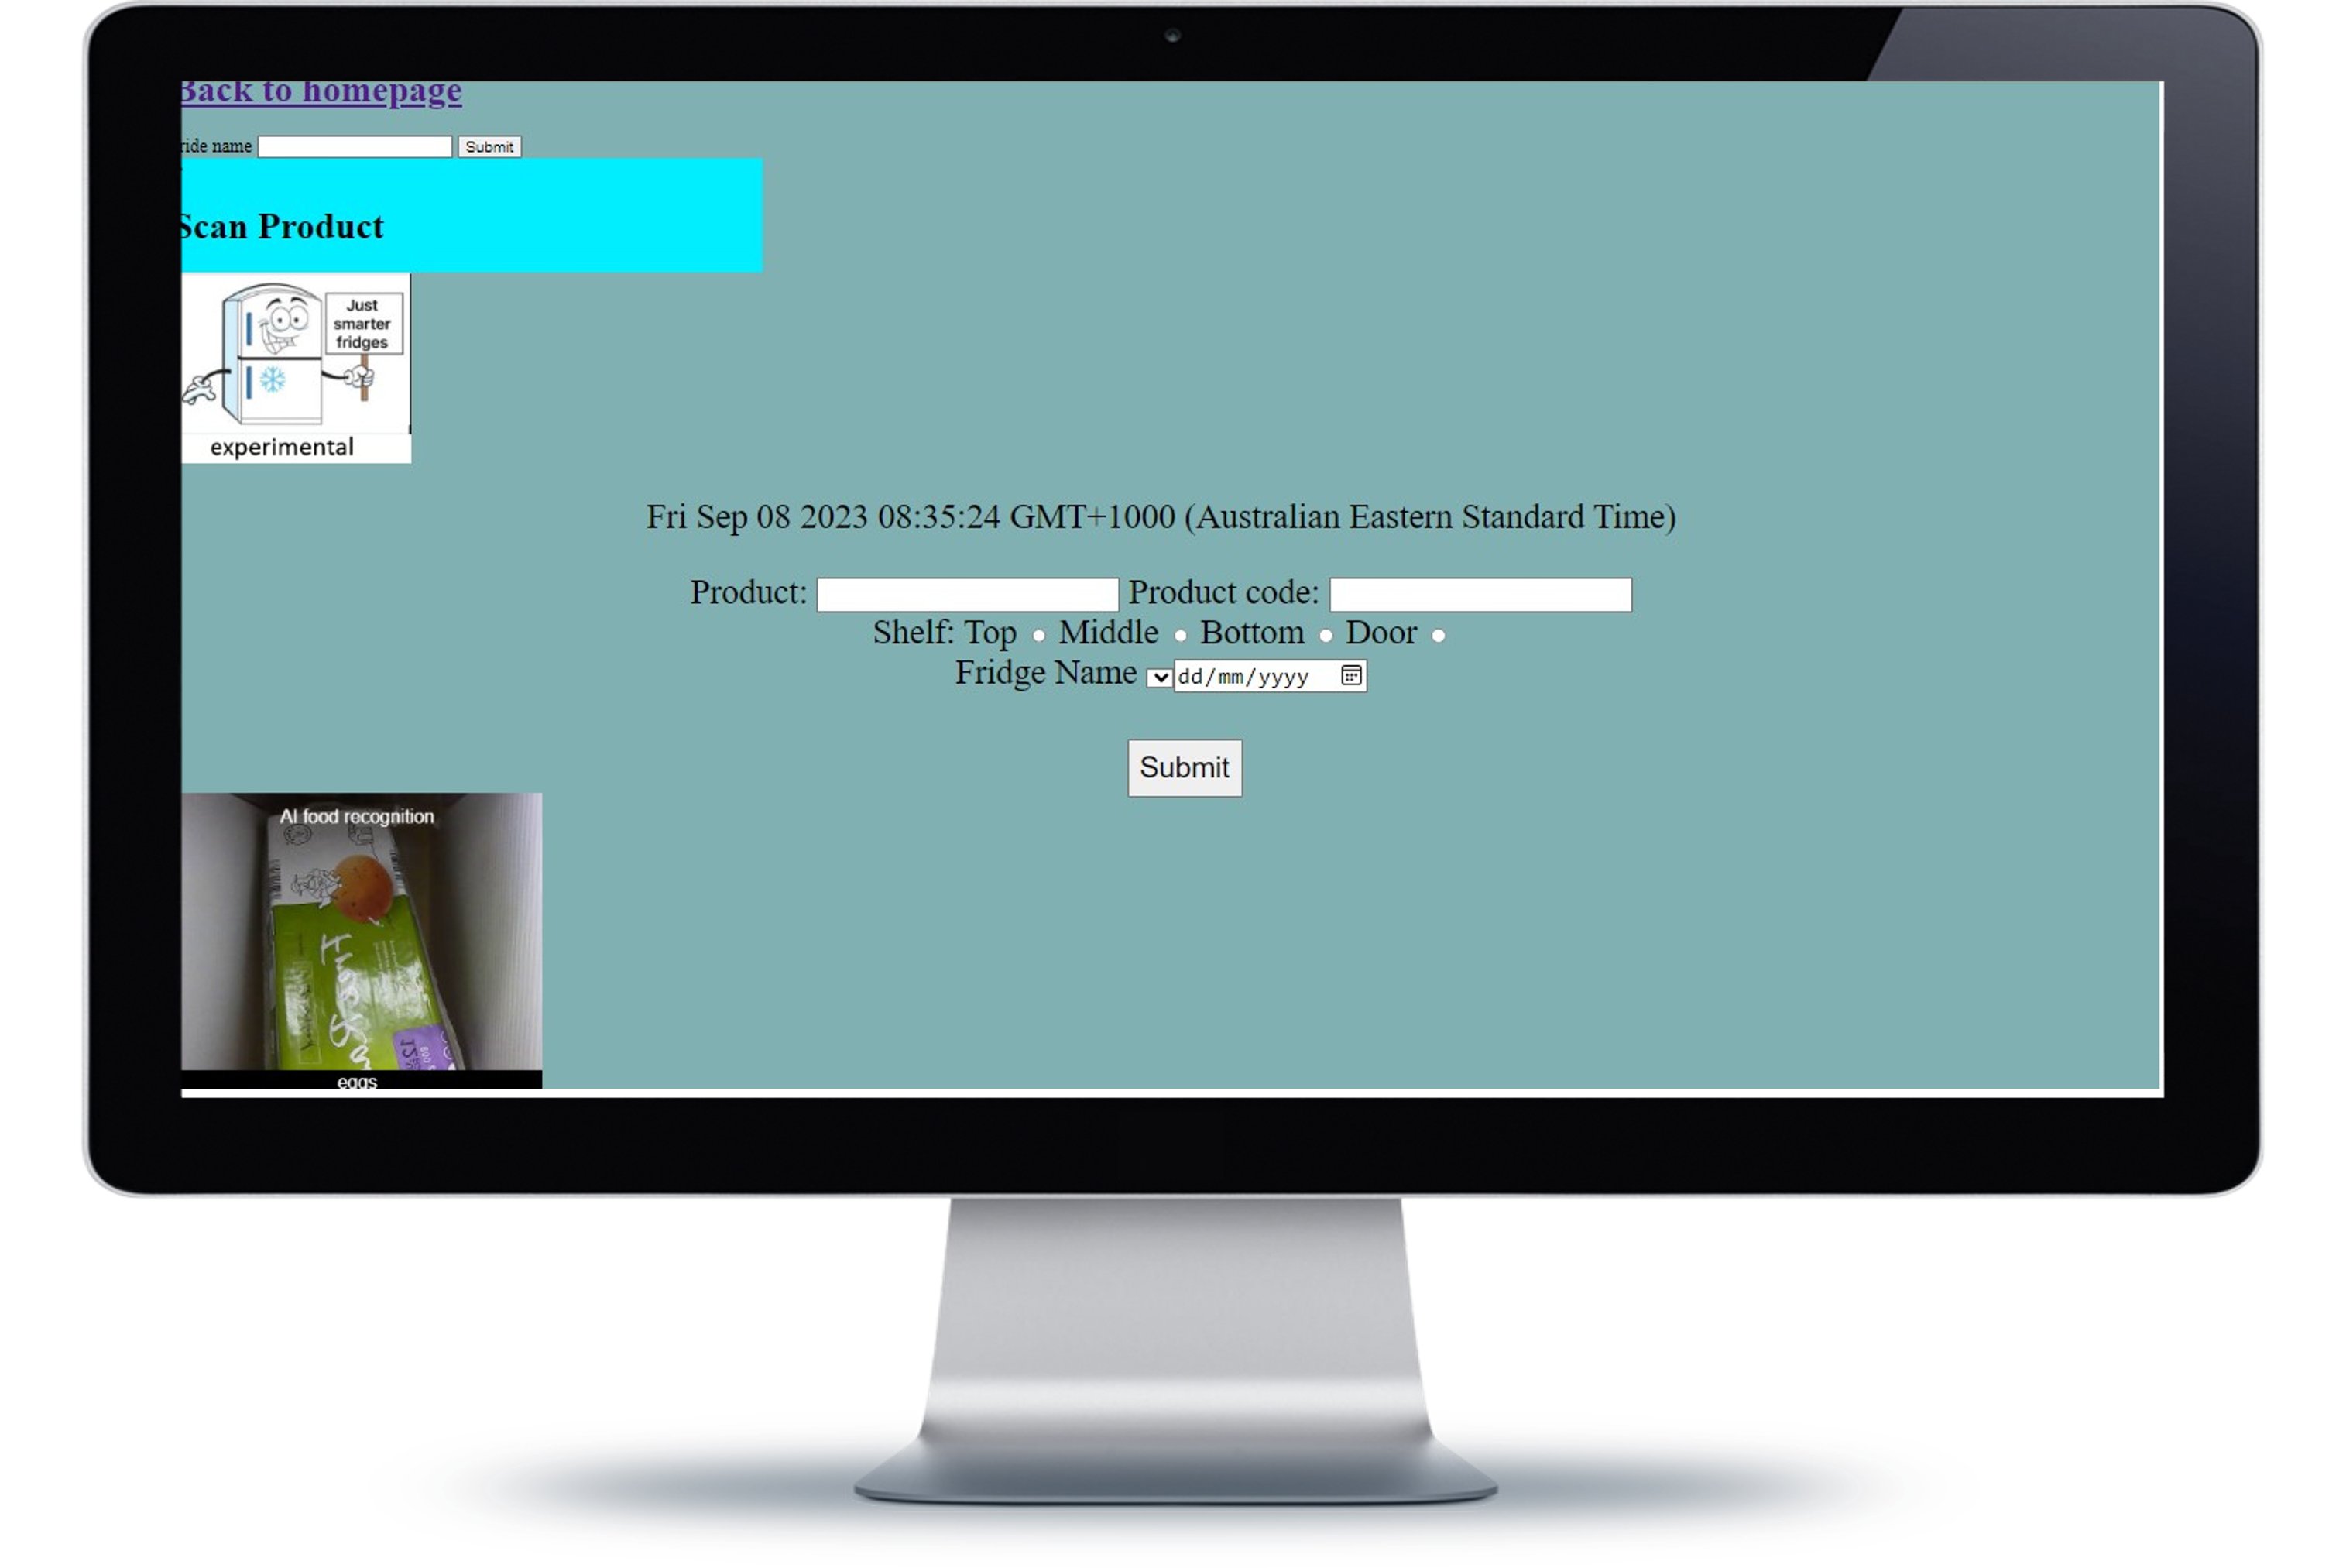 Back to homepage
ride name Submit
Scan Product
Just
smarter
fridges
experimental
Fri Sep 08 2023 08:35:24 GMT+1000 (Australian Eastern Standard Time)
Product: Product code:
Shelf: Top Middle Bottom Door
Fridge Name dd/mm/yyyy
Submit
AI food recognition
12
eggs